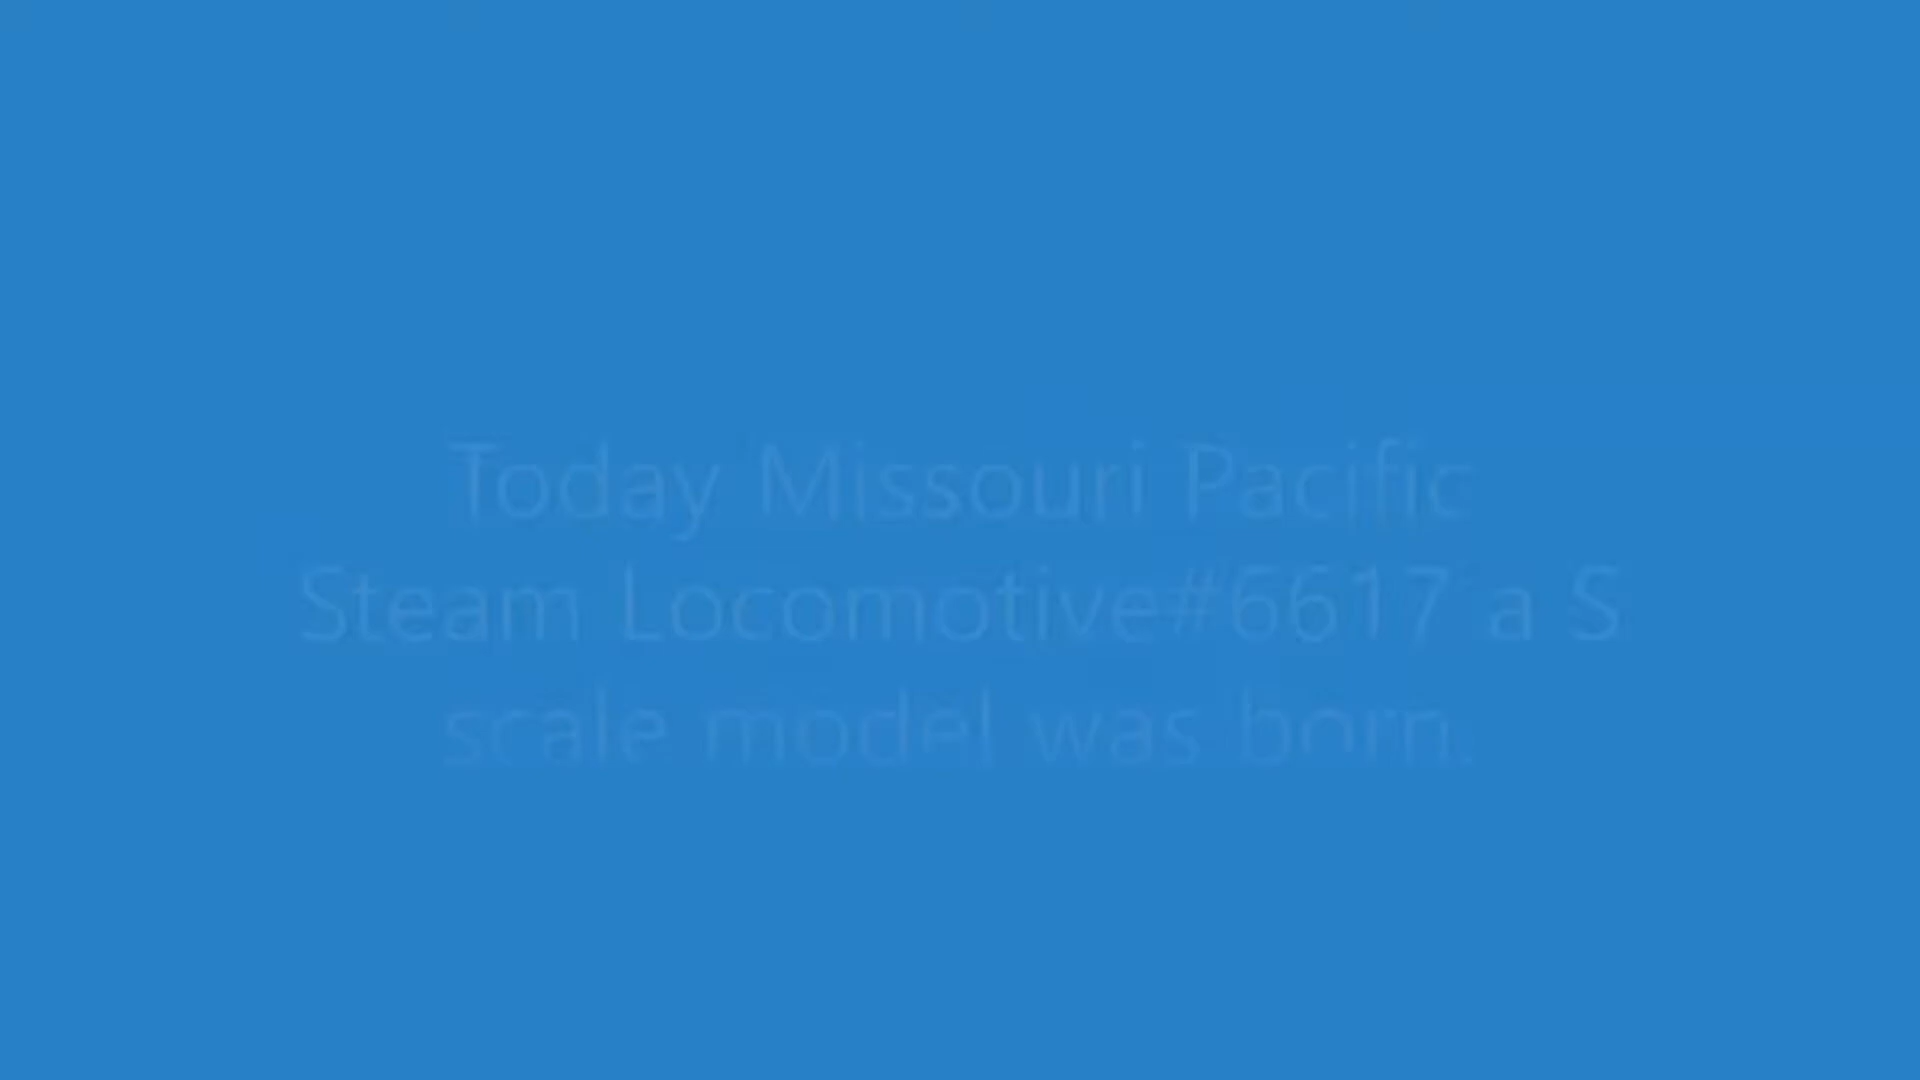 Today Missouri Pacific
Steam Locomotive#6617 a S
scale model was born.